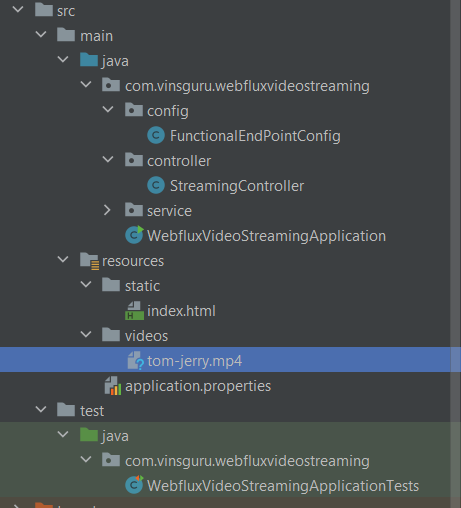 src
main
java
com.vinsguru.webfluxvideostreaming
config
FunctionalEndPointConfig
controller
StreamingController
service
WebfluxVideoStreamingApplication
resources
static
index.html
videos
tom-jerry.mp4
application.properties
test
java
com.vinsguru.webfluxvideostreaming
WebfluxVideoStreamingApplicationTests